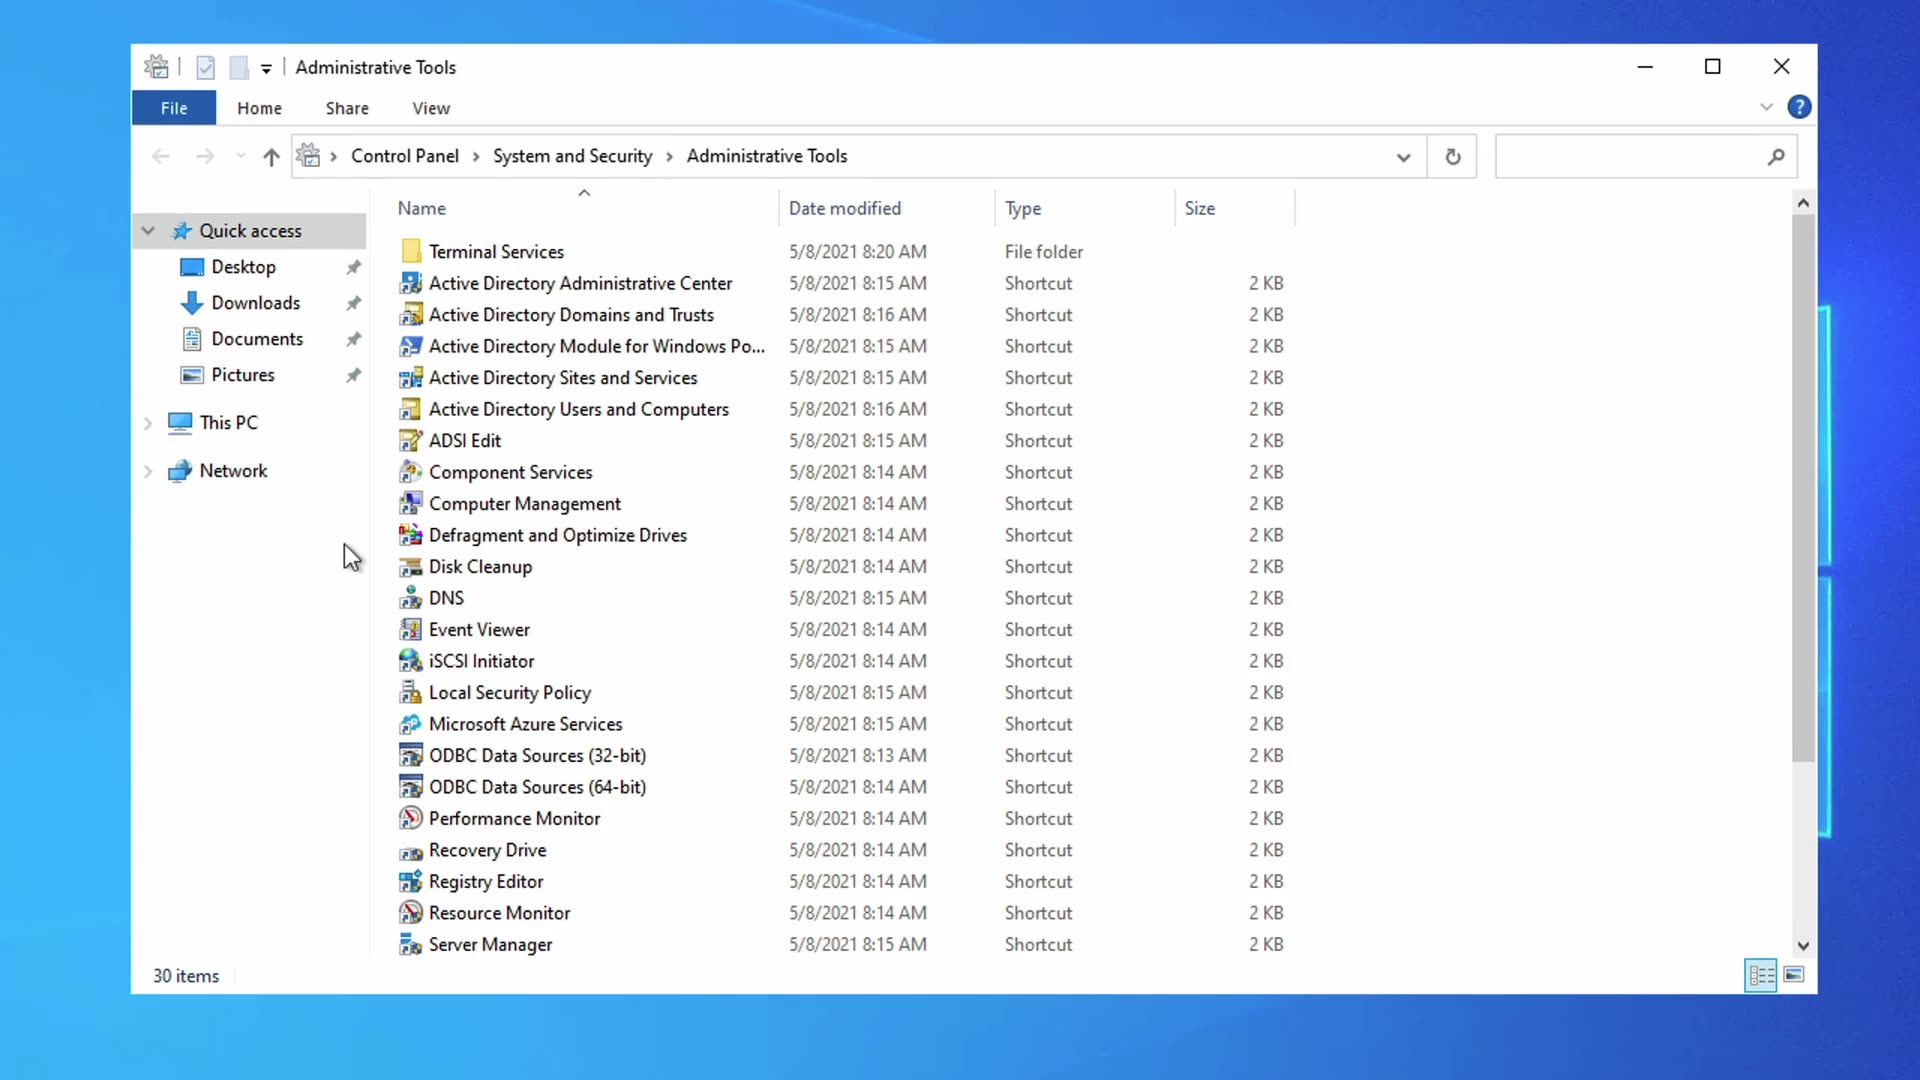 Administrative Tools
File Home Share View
Control Panel System and Security Administrative Tools
Name Date modified Type Size
Quick access
Desktop
Downloads
Documents
Pictures
This PC
Network
Terminal Services 5/8/2021 8:20 AM File folder
Active Directory Administrative Center 5/8/2021 8:15 AM Shortcut 2 KB
Active Directory Domains and Trusts 5/8/2021 8:16 AM Shortcut 2 KB
Active Directory Module for Windows Po... 5/8/2021 8:15 AM Shortcut 2 KB
Active Directory Sites and Services 5/8/2021 8:15 AM Shortcut 2 KB
Active Directory Users and Computers 5/8/2021 8:16 AM Shortcut 2 KB
ADSI Edit 5/8/2021 8:15 AM Shortcut 2 KB
Component Services 5/8/2021 8:14 AM Shortcut 2 KB
Computer Management 5/8/2021 8:14 AM Shortcut 2 KB
Defragment and Optimize Drives 5/8/2021 8:14 AM Shortcut 2 KB
Disk Cleanup 5/8/2021 8:14 AM Shortcut 2 KB
DNS 5/8/2021 8:15 AM Shortcut 2 KB
Event Viewer 5/8/2021 8:14 AM Shortcut 2 KB
iSCSI Initiator 5/8/2021 8:14 AM Shortcut 2 KB
Local Security Policy 5/8/2021 8:15 AM Shortcut 2 KB
Microsoft Azure Services 5/8/2021 8:15 AM Shortcut 2 KB
ODBC Data Sources (32-bit) 5/8/2021 8:13 AM Shortcut 2 KB
ODBC Data Sources (64-bit) 5/8/2021 8:14 AM Shortcut 2 KB
Performance Monitor 5/8/2021 8:14 AM Shortcut 2 KB
Recovery Drive 5/8/2021 8:14 AM Shortcut 2 KB
Registry Editor 5/8/2021 8:14 AM Shortcut 2 KB
Resource Monitor 5/8/2021 8:14 AM Shortcut 2 KB
Server Manager 5/8/2021 8:15 AM Shortcut 2 KB
30 items